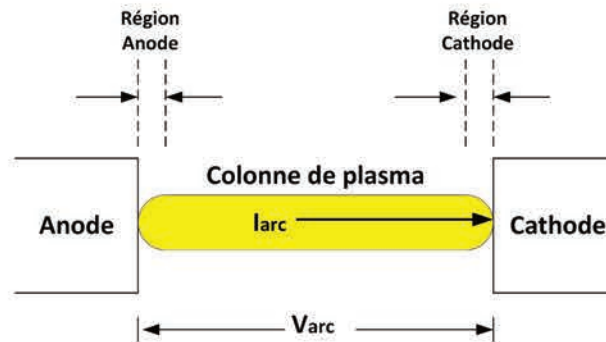 Région
Anode
Région
Cathode
Colonne de plasma
Anode
Iarc
Cathode
Varc